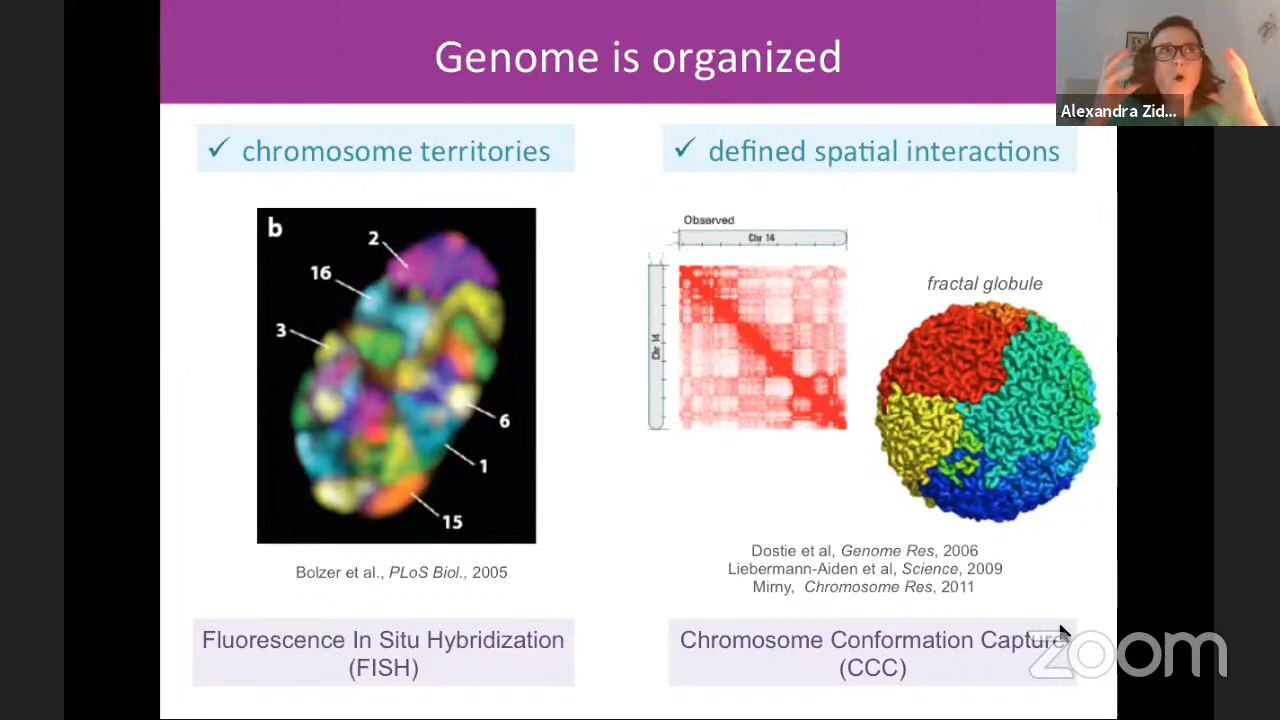 Genome is organized
Alexandra Zid...
✓ chromosome territories
✓ defined spatial interactions
b
2
16
3
6
1
15
Observed
Chr 14
Chr 14
fractal globule
Bolzer et al., PLoS Biol., 2005
Dostie et al, Genome Res, 2006
Liebermann-Aiden et al, Science, 2009
Mirny, Chromosome Res, 2011
Fluorescence In Situ Hybridization
(FISH)
Chromosome Conformation Capture
(CCC)
zoom